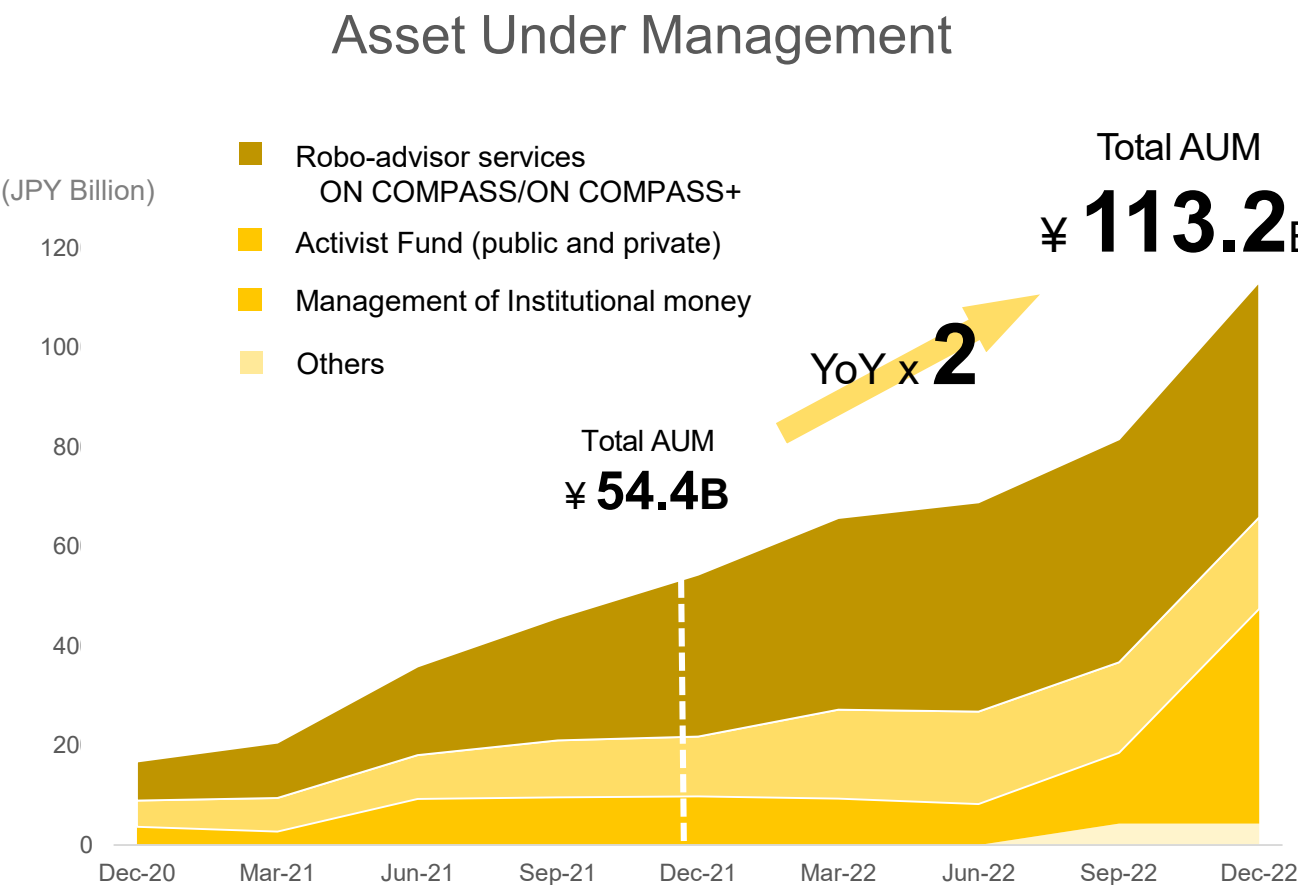 Asset Under Management
(JPY Billion)
Robo-advisor services
ON COMPASS/ON COMPASS+
Activist Fund (public and private)
Management of Institutional money
Others
Total AUM
¥ 113.2B
YoY x 2
Total AUM
¥ 54.4B
120
100
80
60
40
20
0
Dec-20 Mar-21 Jun-21 Sep-21 Dec-21 Mar-22 Jun-22 Sep-22 Dec-22